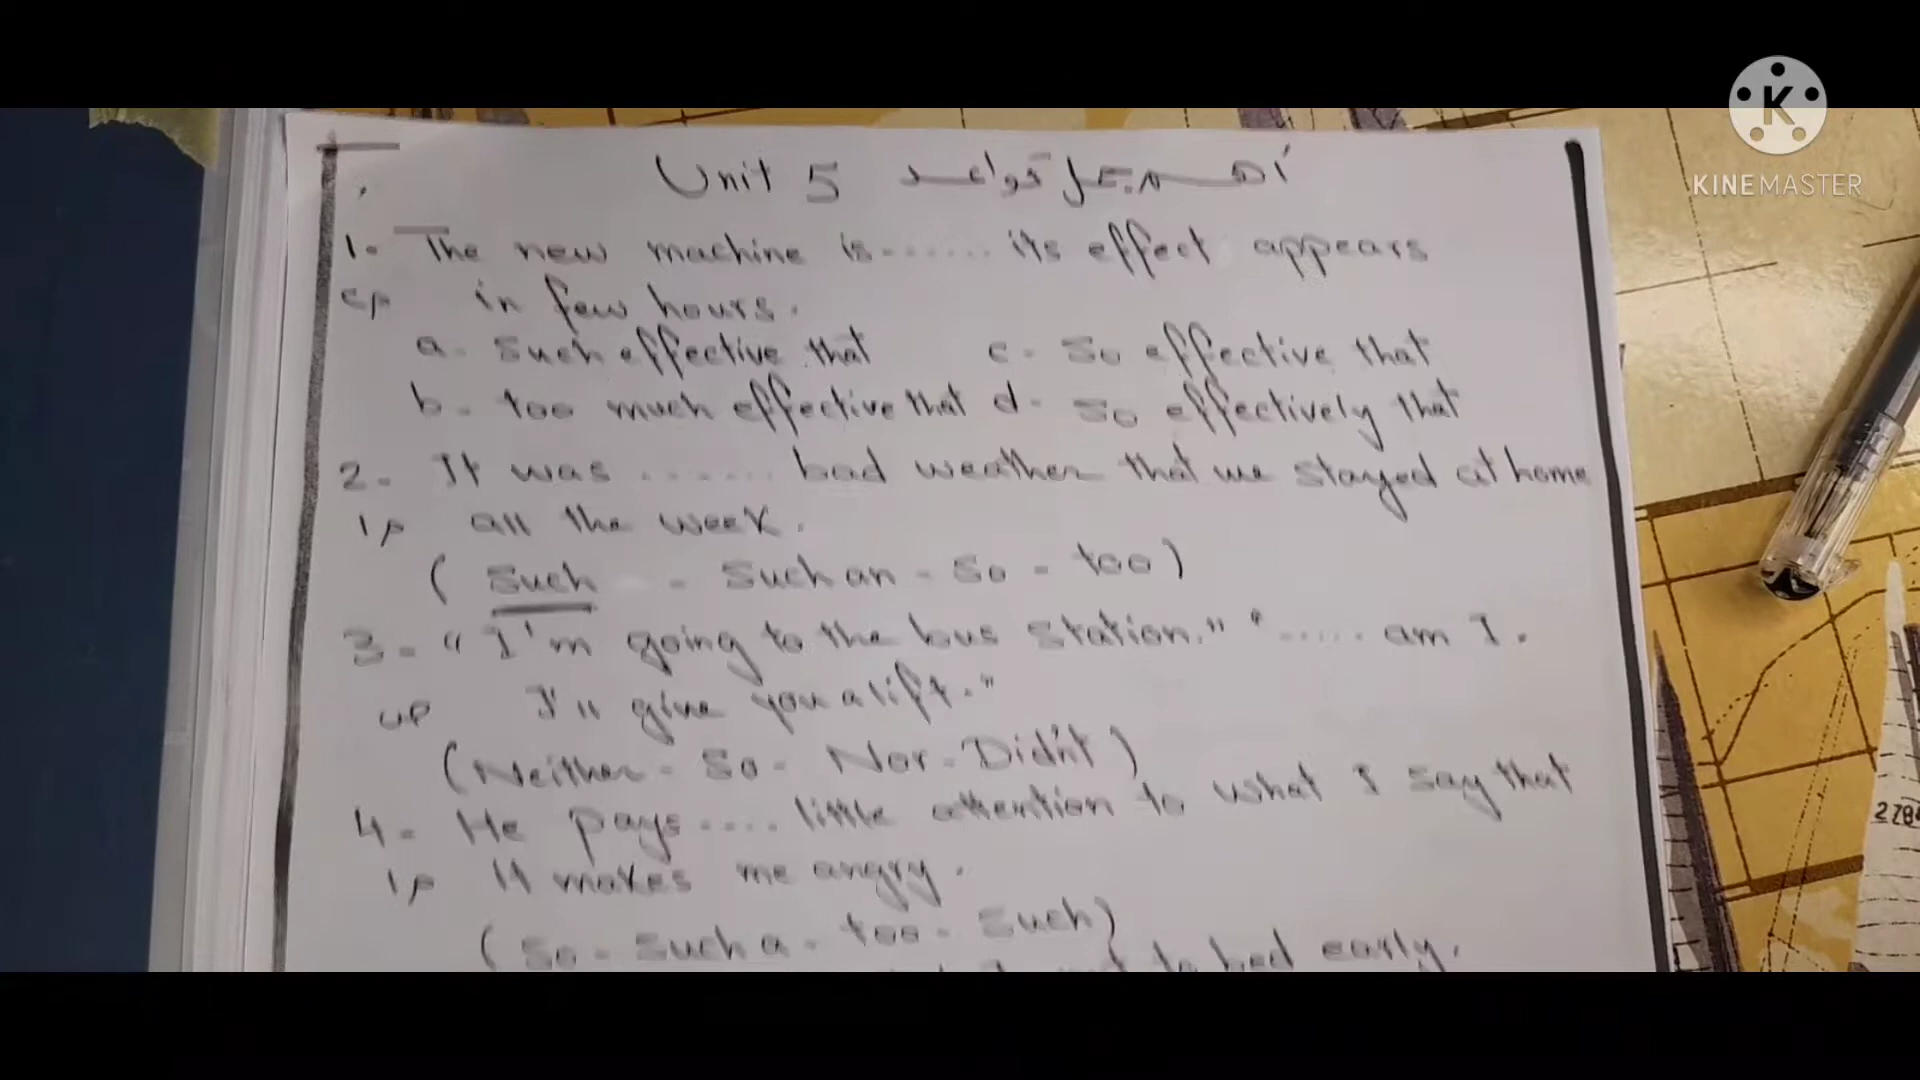 Unit 5 أهم جمل قواعد
1- The new machine is ...... its effect appears
in few hours.
a- such effective that c- so effective that
b- too much effective that d- so effectively that
2- It was ....... bad weather that we stayed at home
all the week.
( such - such an - so - too )
3- "I'm going to the bus station." "..... am I.
I'll give you a lift."
(Neither - so - Nor - Didn't )
4- He pays .... little attention to what I say that
it makes me angry.
( so - such a - too - such)
to bed early.
KINEMASTER